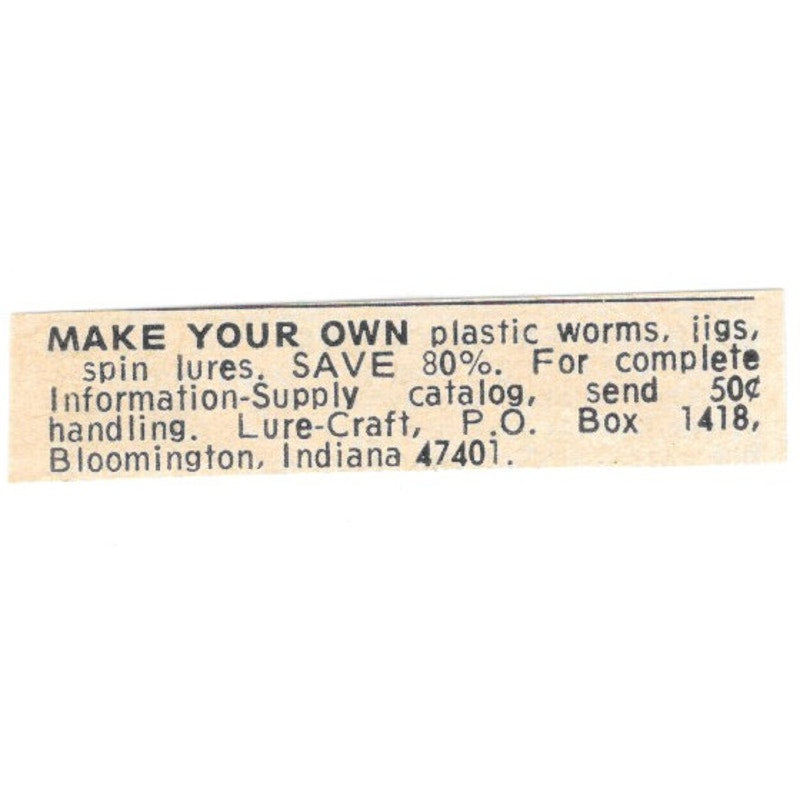 MAKE YOUR OWN plastic worms, jigs,
spin lures. SAVE 80%. For complete
Information-Supply catalog, send 50¢
handling. Lure-Craft, P.O. Box 1418,
Bloomington, Indiana 47401.